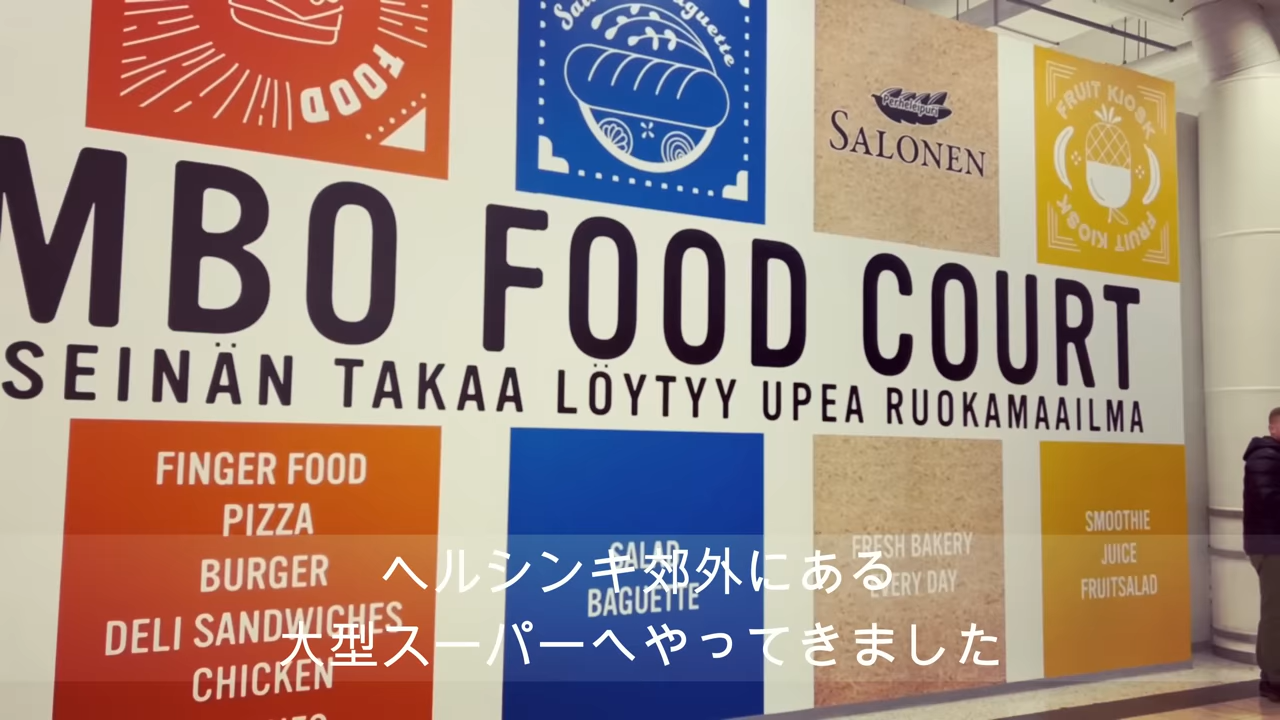 FOOD
Baguette
Perheleipuri
SALONEN
FRUIT KIOSK
FRUIT KIOSK
MBO FOOD COURT
SEINÄN TAKAA LÖYTYY UPEA RUOKAMAAILMA
FINGER FOOD
PIZZA
BURGER
DELI SANDWICHES
CHICKEN
SALAD
BAGUETTE
FRESH BAKERY
EVERY DAY
SMOOTHIE
JUICE
FRUITSALAD
ヘルシンキ郊外にある
大型スーパーへやってきました